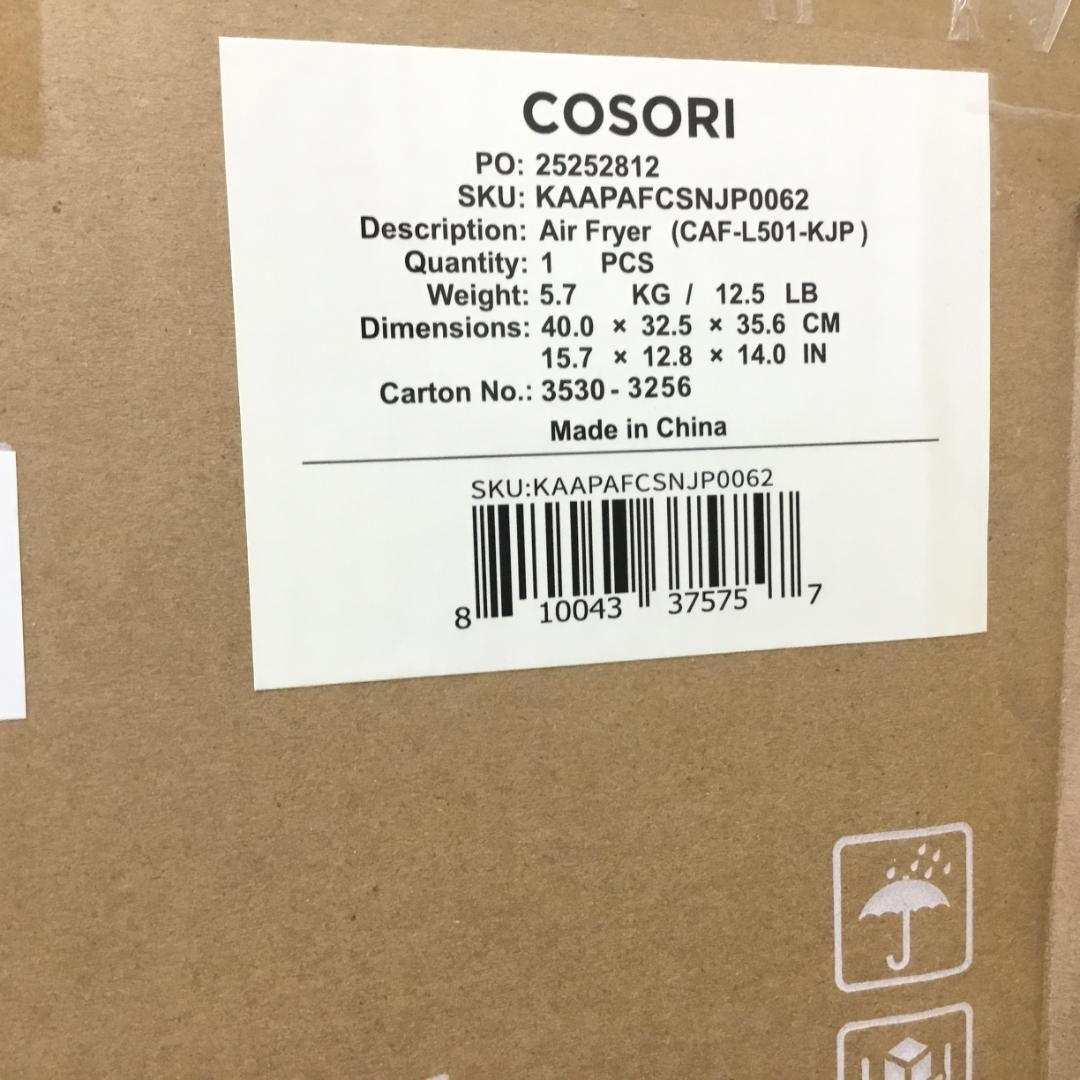 COSORI
PO: 25252812
SKU: KAAPAFCSNJP0062
Description: Air Fryer (CAF-L501-KJP)
Quantity: 1 PCS
Weight: 5.7 KG / 12.5 LB
Dimensions: 40.0 × 32.5 × 35.6 CM
15.7 × 12.8 × 14.0 IN
Carton No.: 3530 - 3256
Made in China
SKU:KAAPAFCSNJP0062
8 10043 37575 7